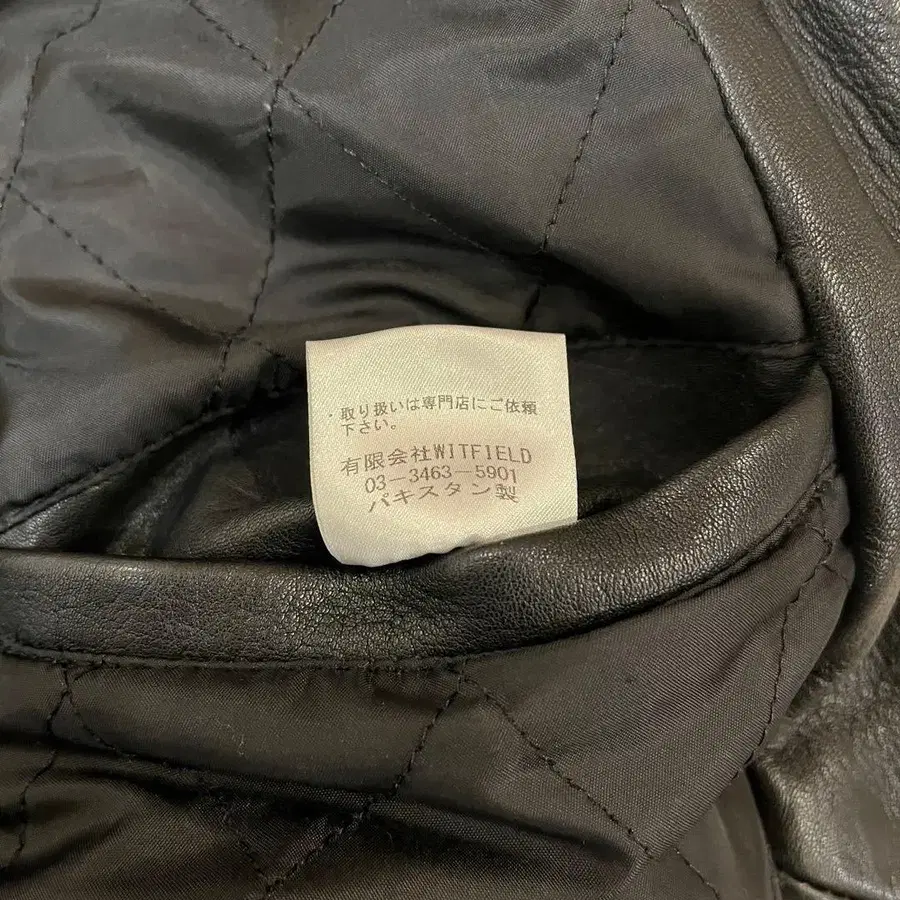 ・取り扱いは専門店にご依頼
下さい。
有限会社WITFIELD
03-3463-5901
パキスタン製